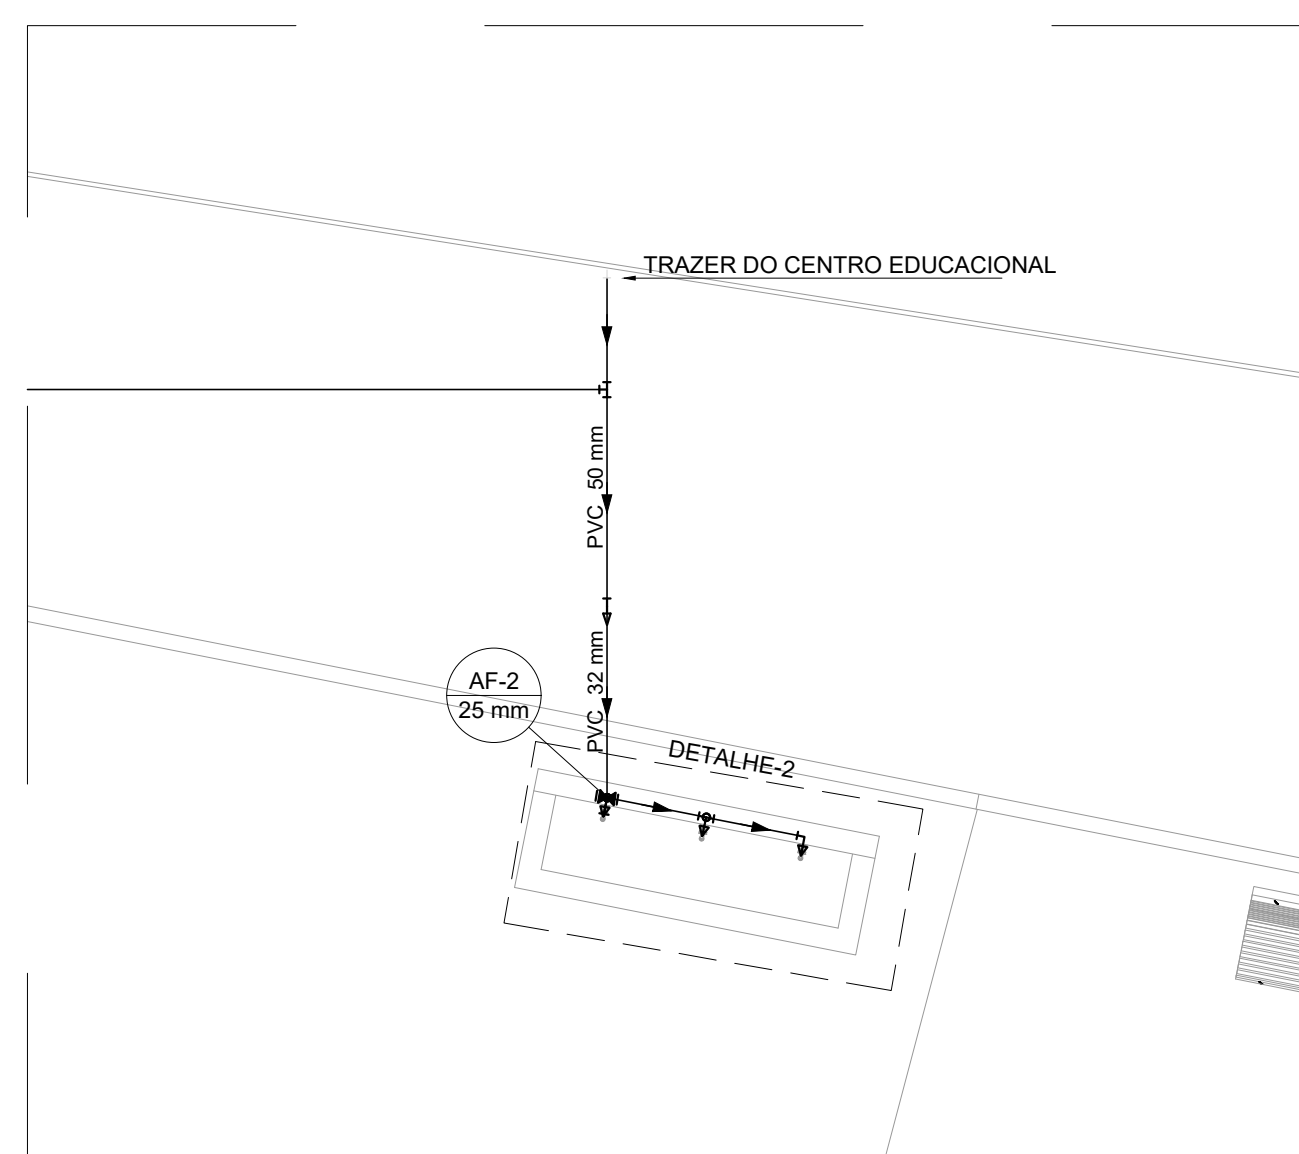 TRAZER DO CENTRO EDUCACIONAL
PVC 50 mm
PVC 32 mm
AF-2
25 mm
DETALHE-2